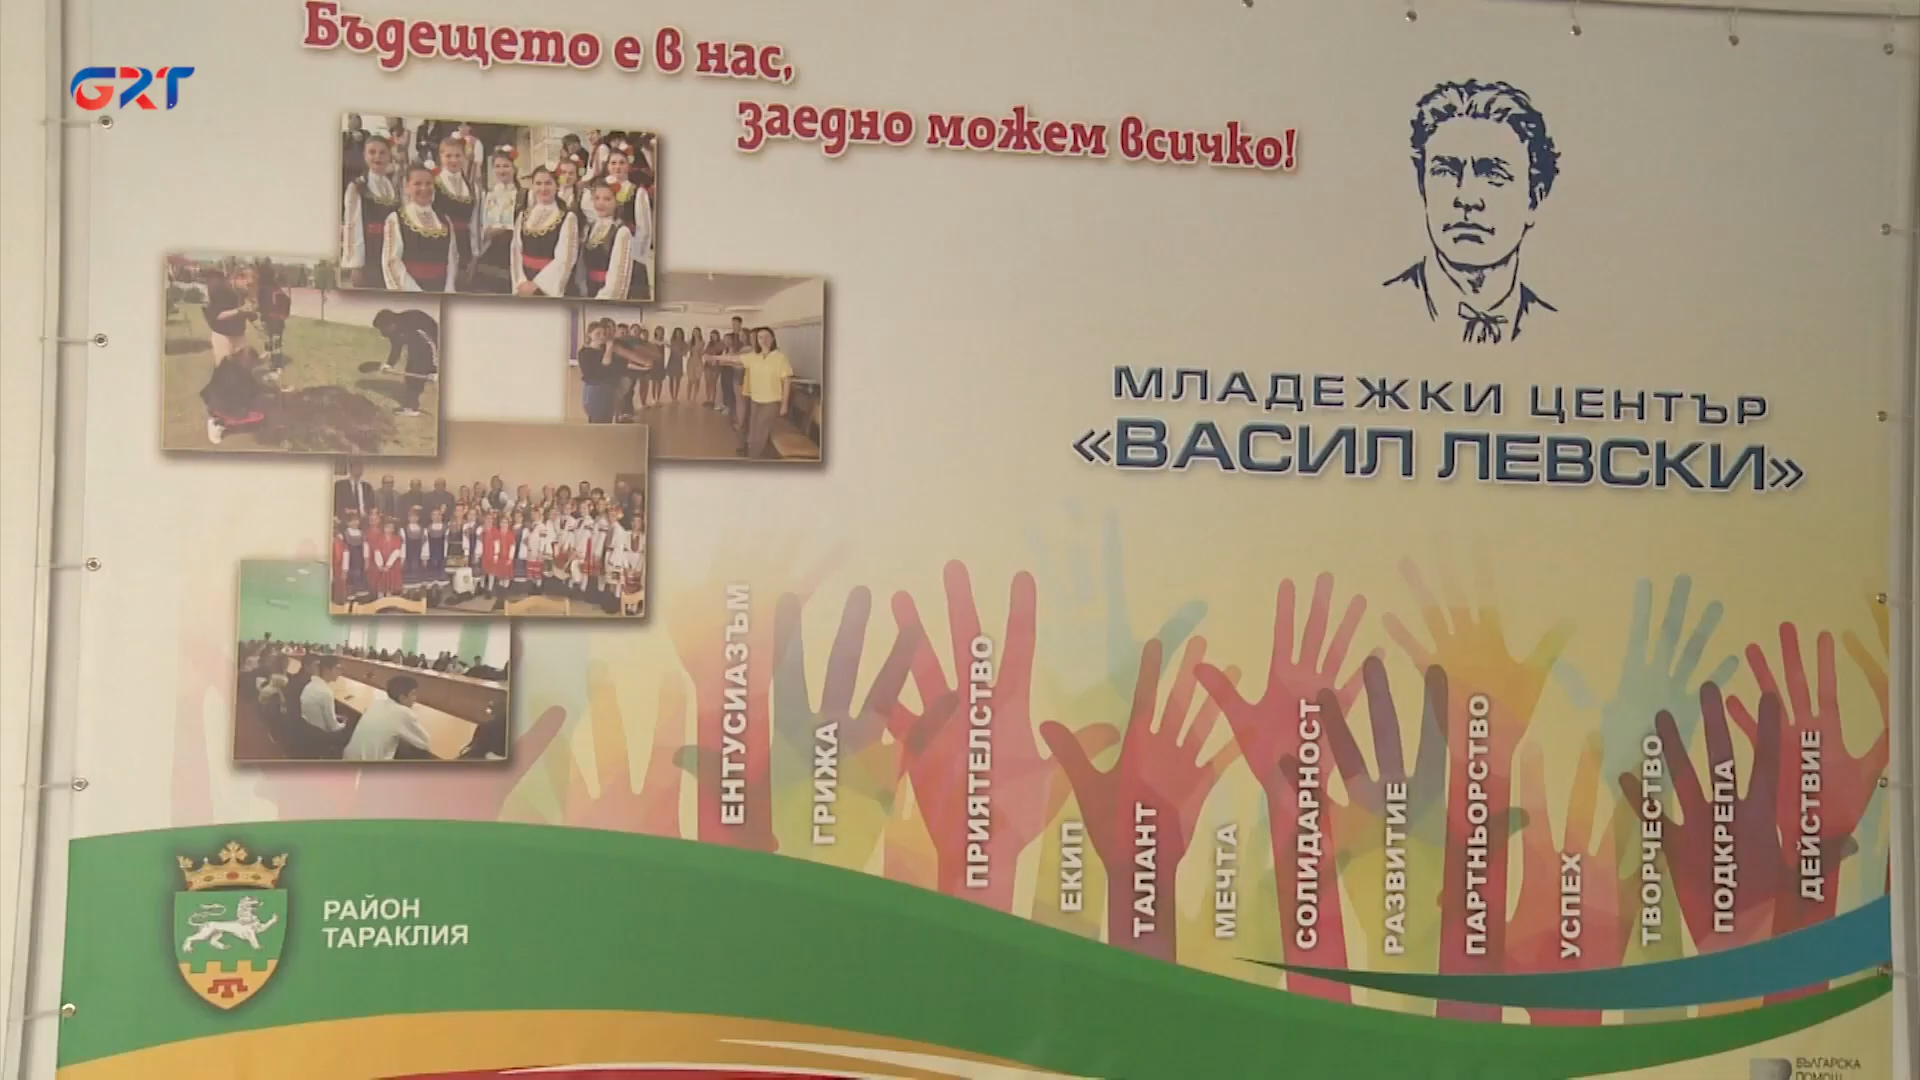 GRT
Бъдещето е в нас,
заедно можем всичко!
МЛАДЕЖКИ ЦЕНТЪР
«ВАСИЛ ЛЕВСКИ»
ЕНТУСИАЗЪМ
ГРИЖА
ПРИЯТЕЛСТВО
ЕКИП
ТАЛАНТ
МЕЧТА
СОЛИДАРНОСТ
РАЗВИТИЕ
ПАРТНЬОРСТВО
УСПЕХ
ТВОРЧЕСТВО
ПОДКРЕПА
ДЕЙСТВИЕ
РАЙОН
ТАРАКЛИЯ
БЪЛГАРСКА
ПОМОЩ